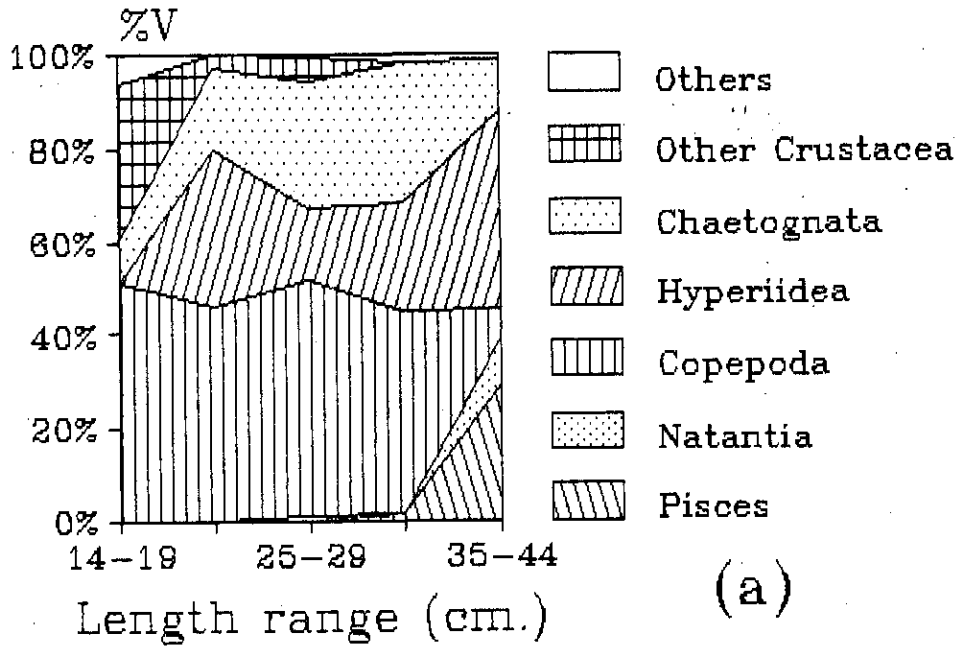 %V
100%
80%
60%
40%
20%
0%
14-19 25-29 35-44
Length range (cm.)
Others
Other Crustacea
Chaetognata
Hyperiidea
Copepoda
Natantia
Pisces
(a)